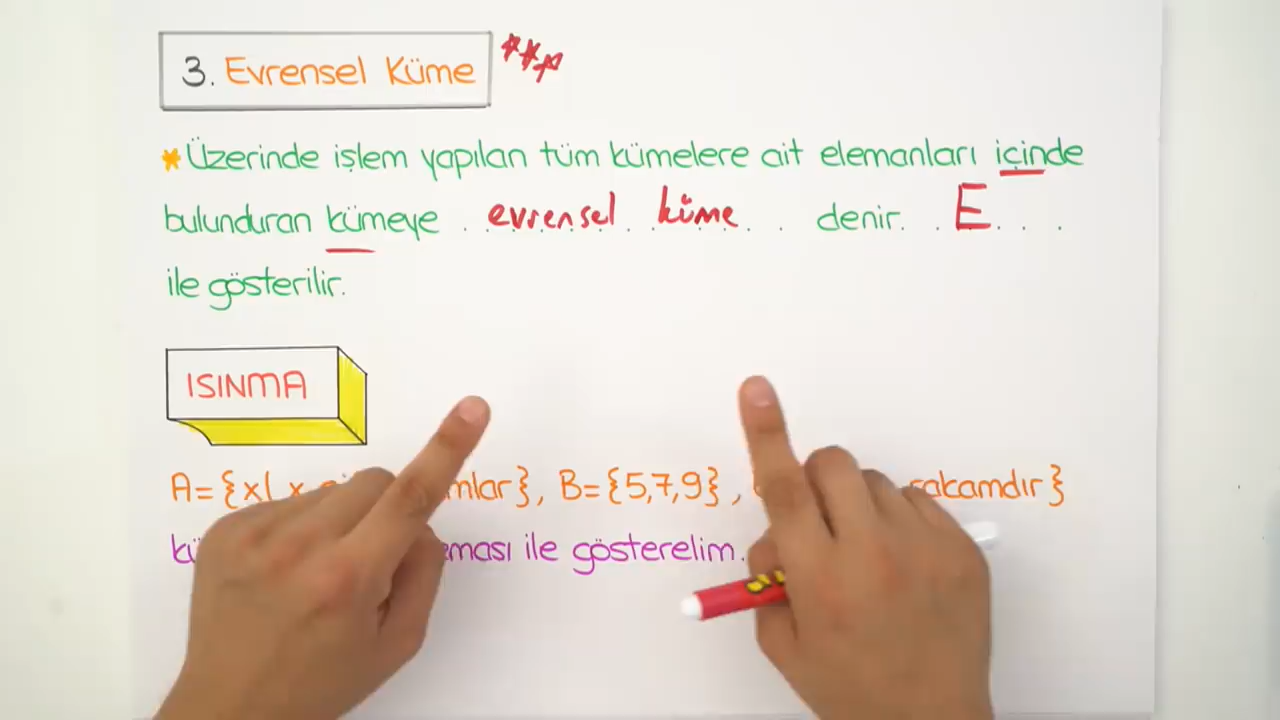 3. Evrensel Küme ***
*Üzerinde işlem yapılan tüm kümelere ait elemanları içinde
bulunduran kümeye . evrensel küme . . denir. . E . . .
ile gösterilir.
ISINMA
A={x| x }, B={5,7,9}, rakamdır}
ile gösterelim.